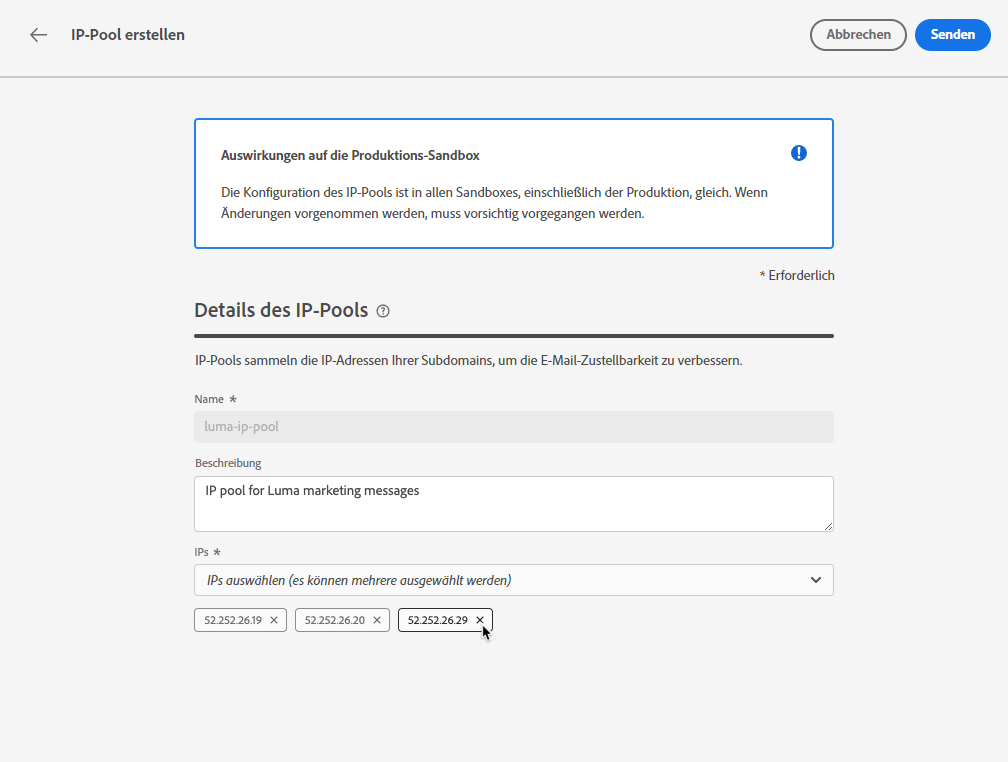 IP-Pool erstellen
Abbrechen
Senden
Auswirkungen auf die Produktions-Sandbox
Die Konfiguration des IP-Pools ist in allen Sandboxes, einschließlich der Produktion, gleich. Wenn
Änderungen vorgenommen werden, muss vorsichtig vorgegangen werden.
* Erforderlich
Details des IP-Pools
IP-Pools sammeln die IP-Adressen Ihrer Subdomains, um die E-Mail-Zustellbarkeit zu verbessern.
Name *
luma-ip-pool
Beschreibung
IP pool for Luma marketing messages
IPs *
IPs auswählen (es können mehrere ausgewählt werden)
52.252.26.19
52.252.26.20
52.252.26.29